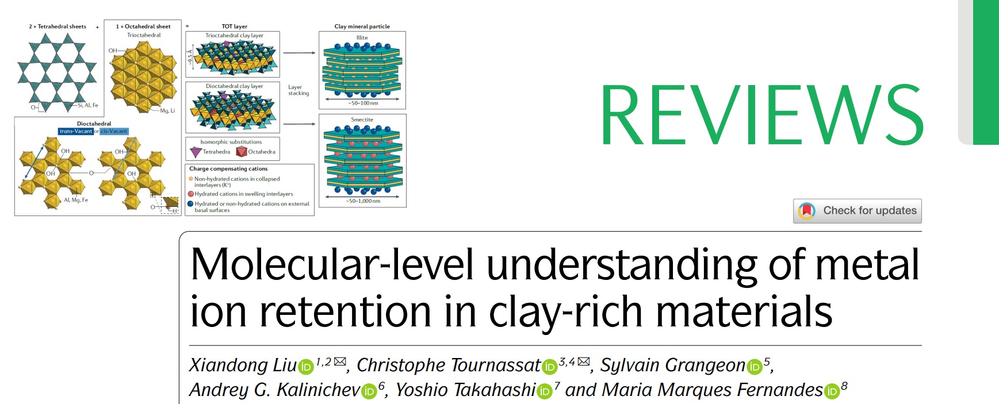 2 × Tetrahedral sheets + 1 × Octahedral sheet = TOT layer Clay mineral particle
Trioctahedral
OH
Mg, Li
O
Si, Al, Fe
Dioctahedral
trans-Vacant or cis-Vacant
OH
OH
O
OH
OH
Al, Mg, Fe
O
H
Trioctahedral clay layer
~9.5 Å
Dioctahedral clay layer
Layer
stacking
Isomorphic substitutions
Tetrahedra Octahedra
Charge compensating cations
Non-hydrated cations in collapsed
interlayers (K⁺)
Hydrated cations in swelling interlayers
Hydrated or non-hydrated cations on external
basal surfaces
Illite
~50–100 nm
Smectite
~50–1,000 nm
REVIEWS
Check for updates
Molecular-level understanding of metal
ion retention in clay-rich materials
Xiandong Liu iD 1,2 ✉, Christophe Tournassat iD 3,4 ✉, Sylvain Grangeon iD 5,
Andrey G. Kalinichev iD 6, Yoshio Takahashi iD 7 and Maria Marques Fernandes iD 8